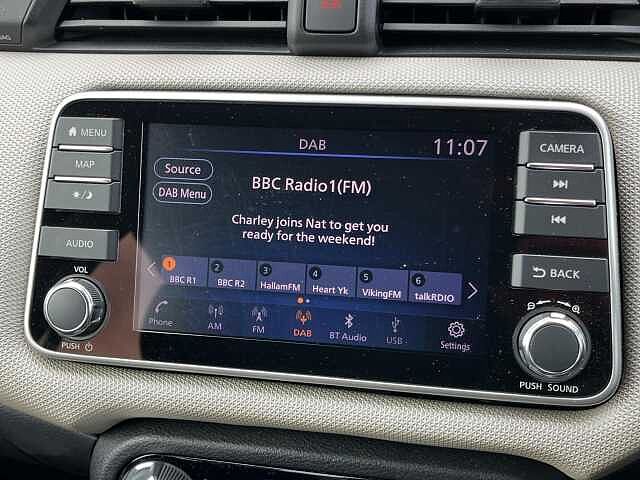 DAB
11:07
MENU
MAP
AUDIO
VOL
PUSH
Source
DAB Menu
BBC Radio1(FM)
Charley joins Nat to get you
ready for the weekend!
1
BBC R1
2
BBC R2
3
HallamFM
4
Heart Yk
5
VikingFM
6
talkRDIO
Phone
AM
FM
DAB
BT Audio
USB
Settings
CAMERA
BACK
PUSH SOUND